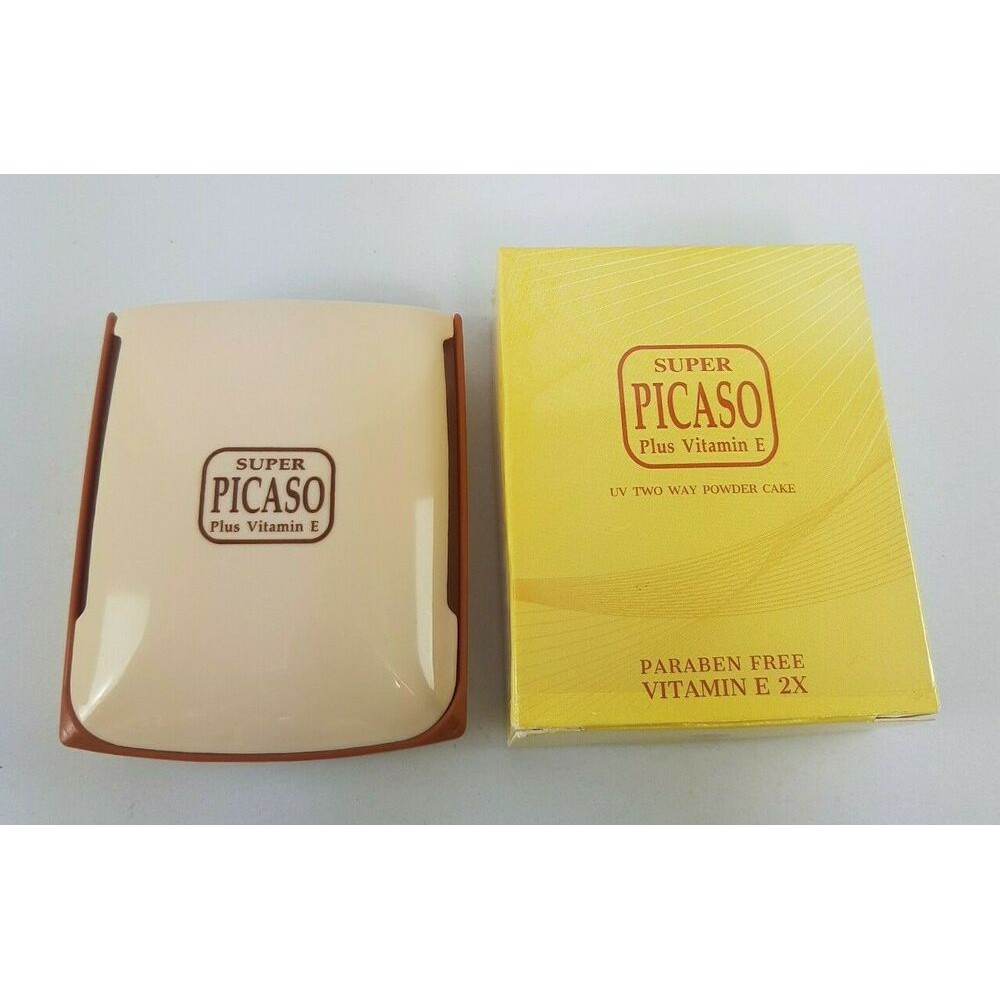 SUPER
PICASO
Plus Vitamin E
SUPER
PICASO
Plus Vitamin E
UV TWO WAY POWDER CAKE
PARABEN FREE
VITAMIN E 2X